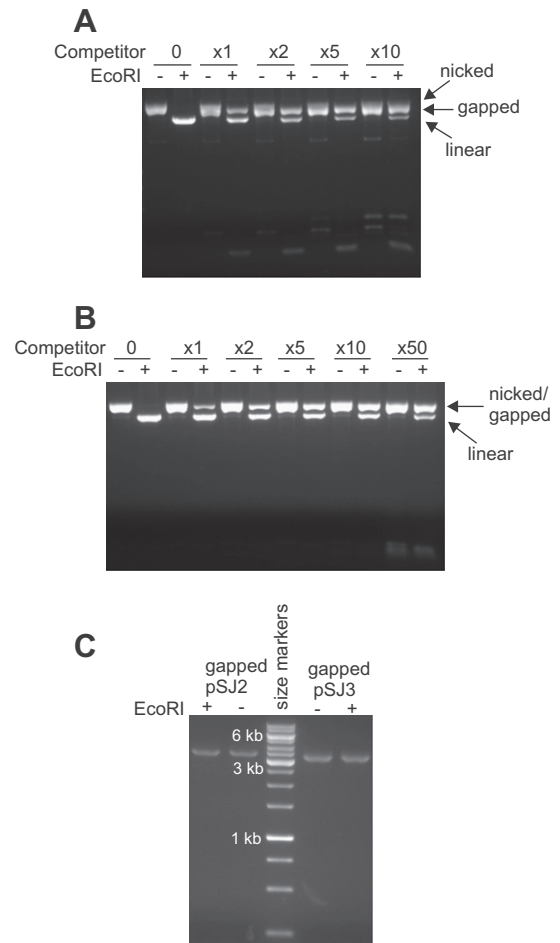 A
Competitor 0 x1 x2 x5 x10
EcoRI - + - + - + - + - +
nicked
gapped
linear
B
Competitor 0 x1 x2 x5 x10 x50
EcoRI - + - + - + - + - + - +
nicked/
gapped
linear
C
gapped
pSJ2
size markers
gapped
pSJ3
EcoRI + - - +
6 kb
3 kb
1 kb